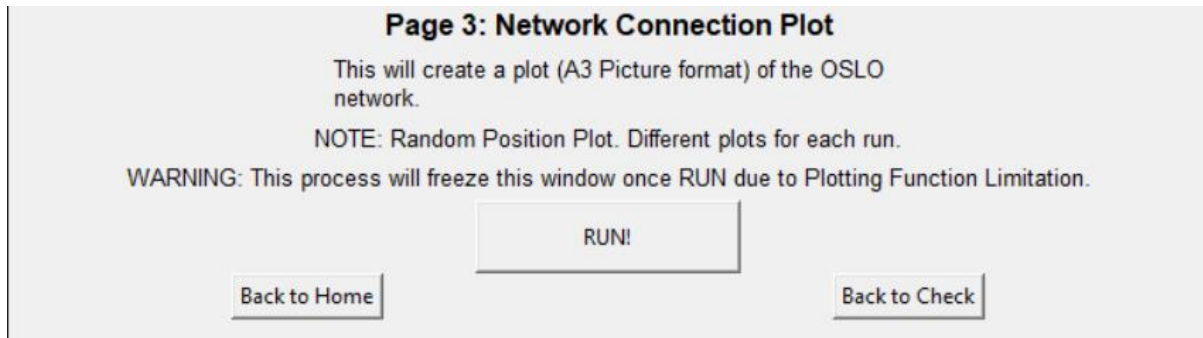 Page 3: Network Connection Plot
This will create a plot (A3 Picture format) of the OSLO
network.
NOTE: Random Position Plot. Different plots for each run.
WARNING: This process will freeze this window once RUN due to Plotting Function Limitation.
RUN!
Back to Home
Back to Check